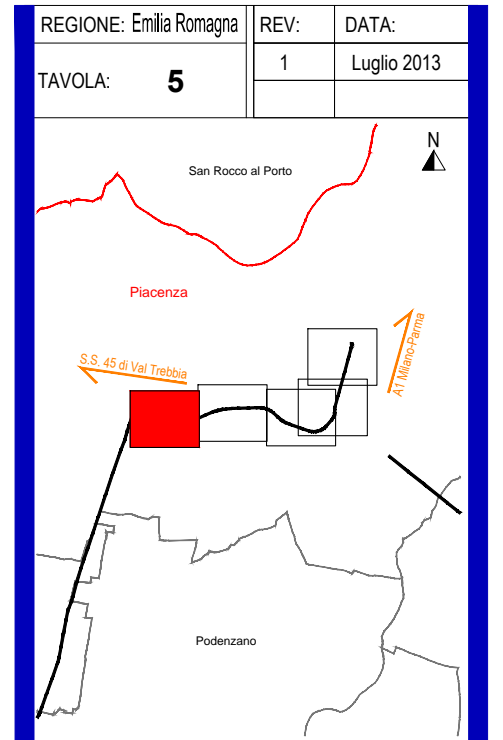 REGIONE: Emilia Romagna
REV:
DATA:
TAVOLA: 5
1
Luglio 2013
N
San Rocco al Porto
Piacenza
A1 Milano-Parma
S.S. 45 di Val Trebbia
Podenzano